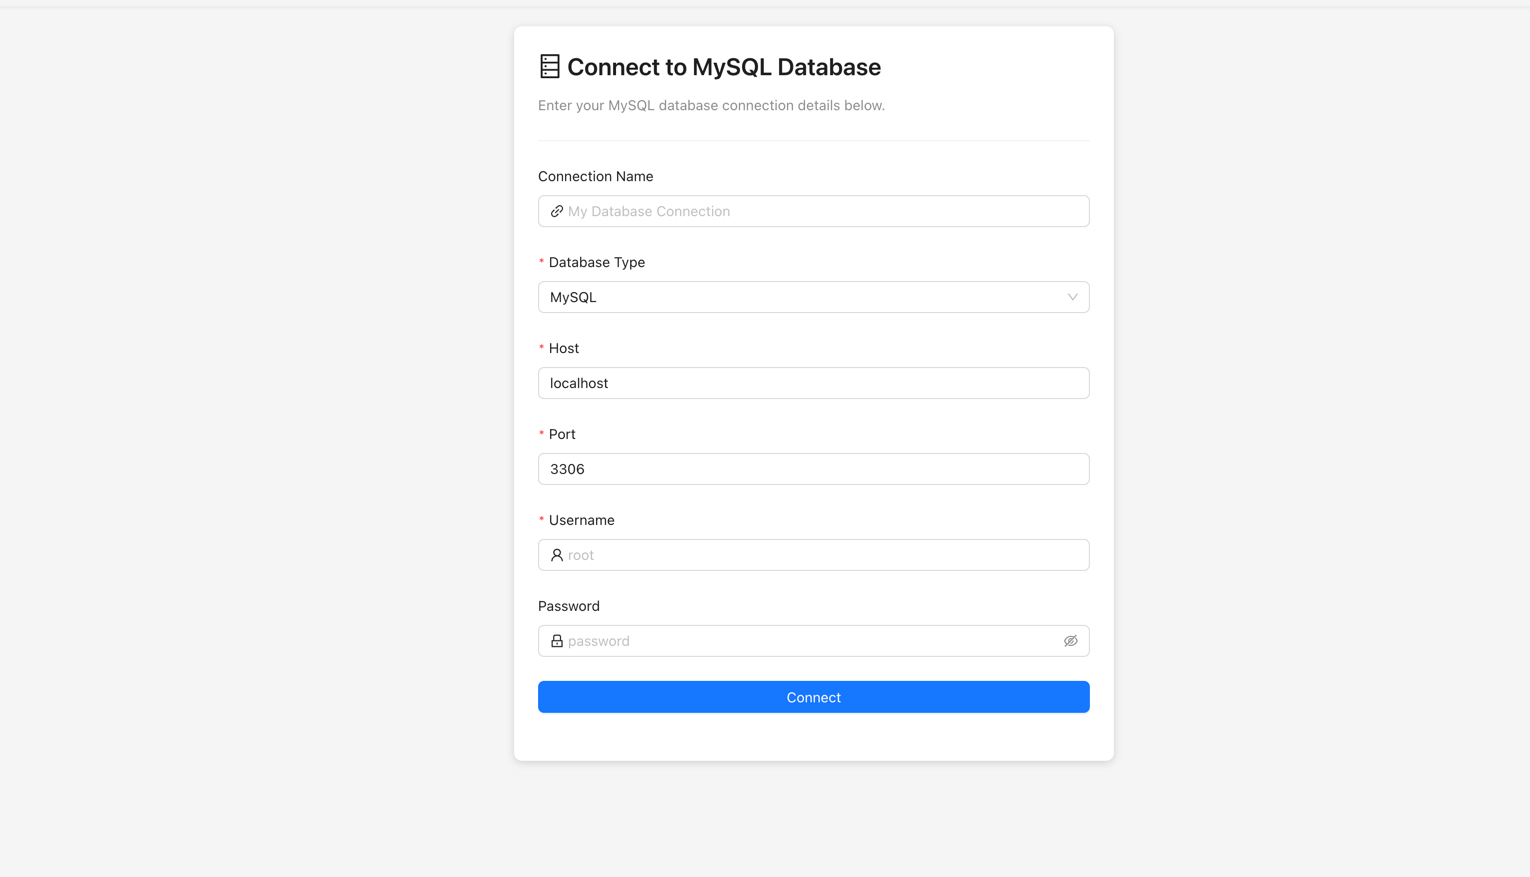 Connect to MySQL Database
Enter your MySQL database connection details below.
Connection Name
My Database Connection
* Database Type
MySQL
* Host
localhost
* Port
3306
* Username
root
Password
password
Connect